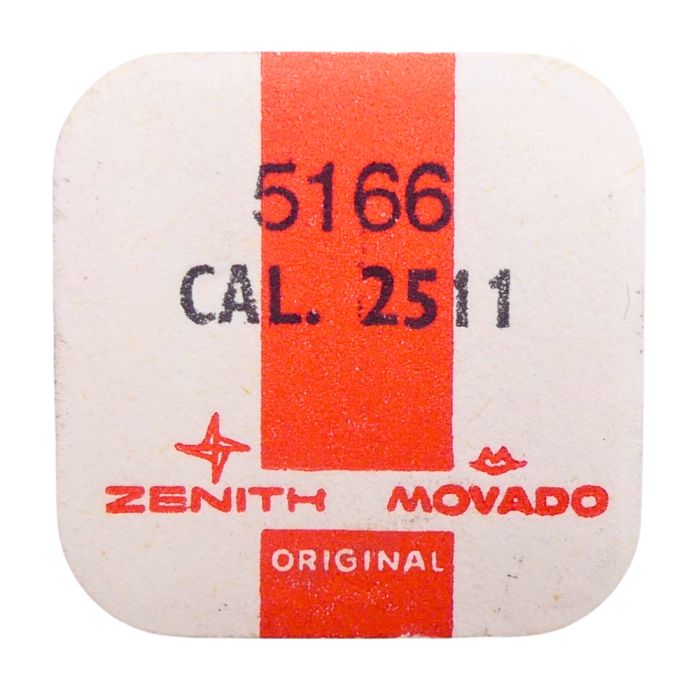 5166
CAL. 2511
ZENITH MOVADO
ORIGINAL